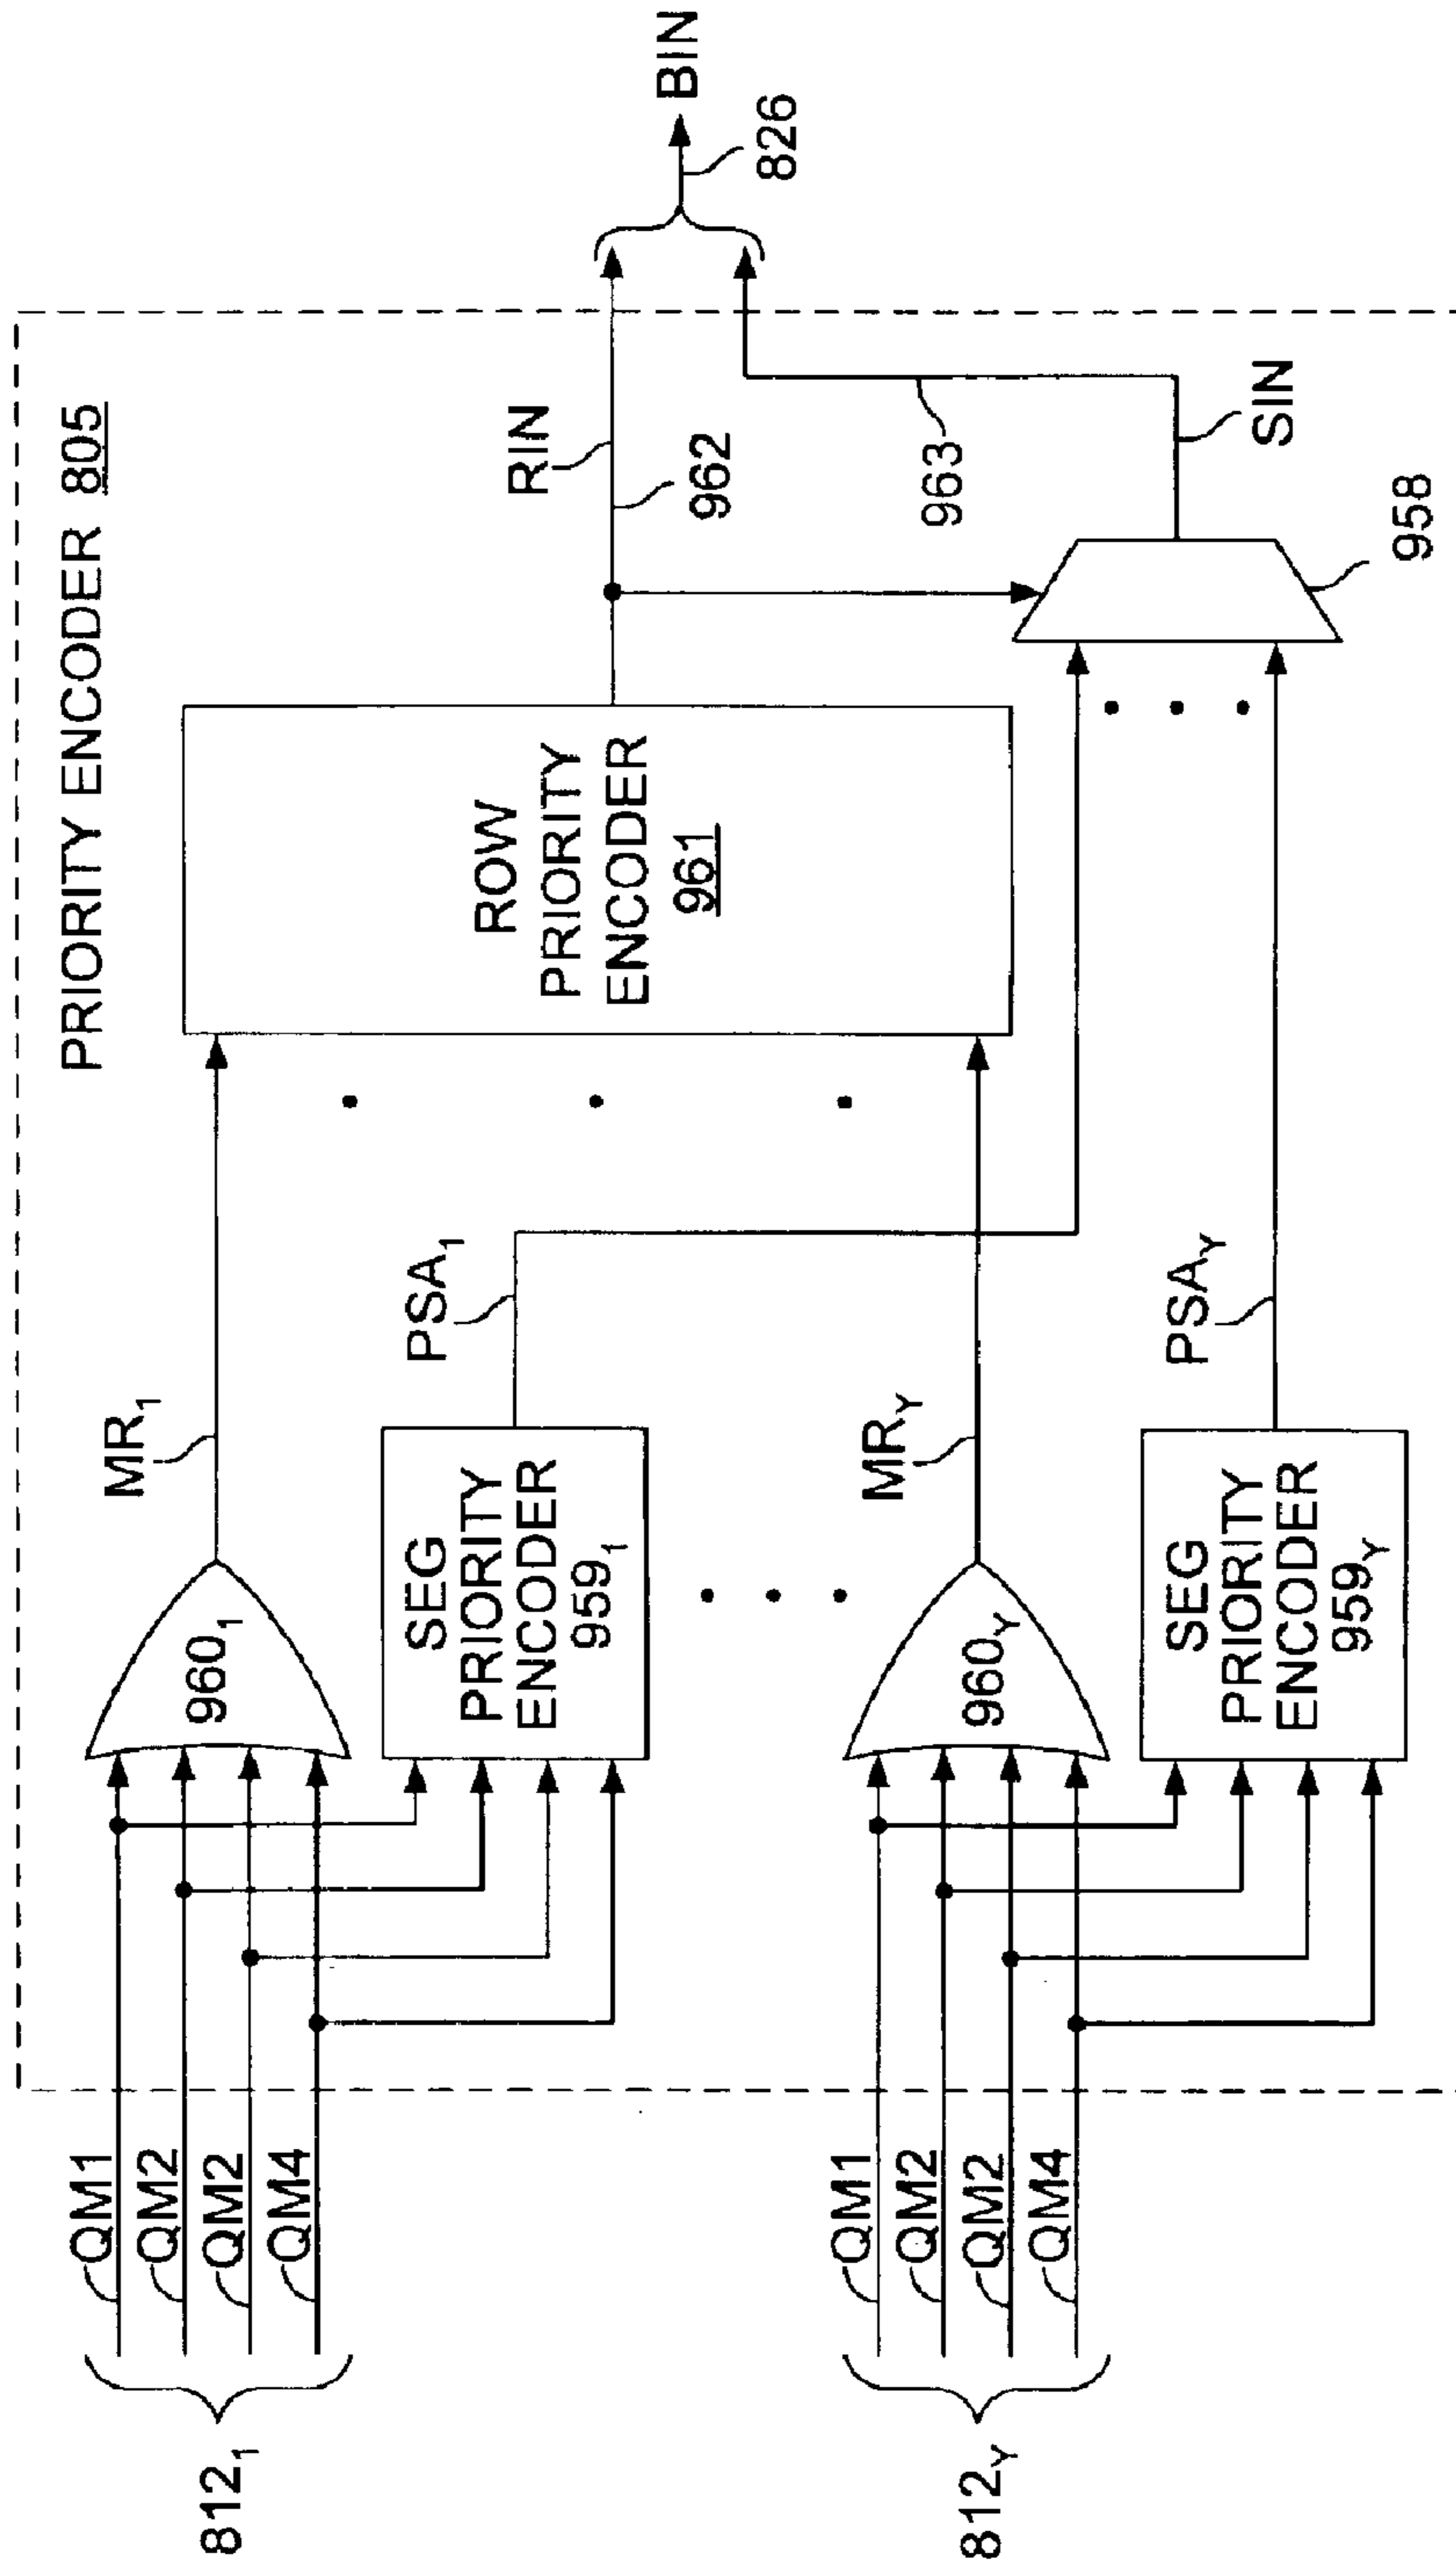 PRIORITY ENCODER 805
812₁
QM1
QM2
QM2
QM4
960₁
MR₁
SEG
PRIORITY
ENCODER
959₁
PSA₁
ROW
PRIORITY
ENCODER
961
RIN
962
BIN
826
812Y
QM1
QM2
QM2
QM4
960Y
MRY
SEG
PRIORITY
ENCODER
959Y
PSAY
963
SIN
958